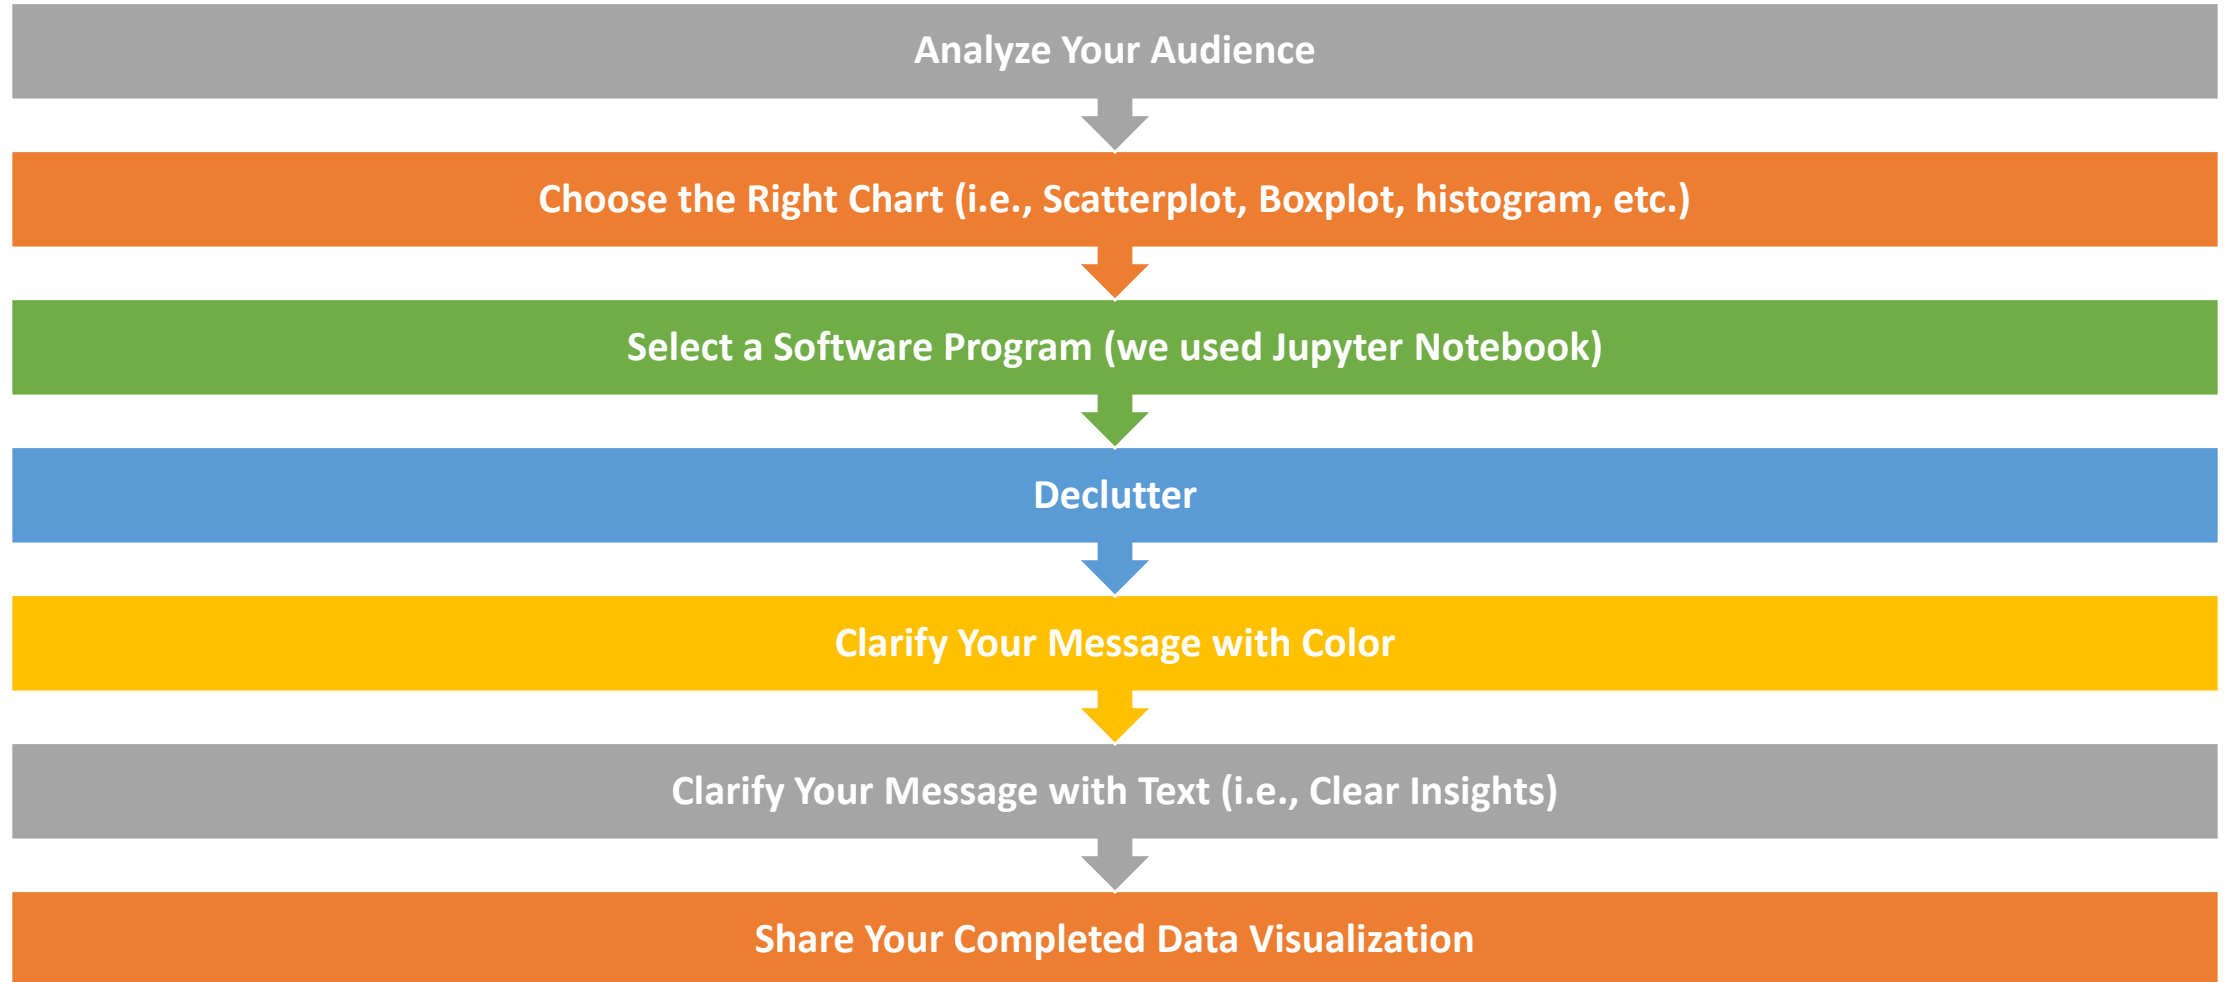 Analyze Your Audience
Choose the Right Chart (i.e., Scatterplot, Boxplot, histogram, etc.)
Select a Software Program (we used Jupyter Notebook)
Declutter
Clarify Your Message with Color
Clarify Your Message with Text (i.e., Clear Insights)
Share Your Completed Data Visualization